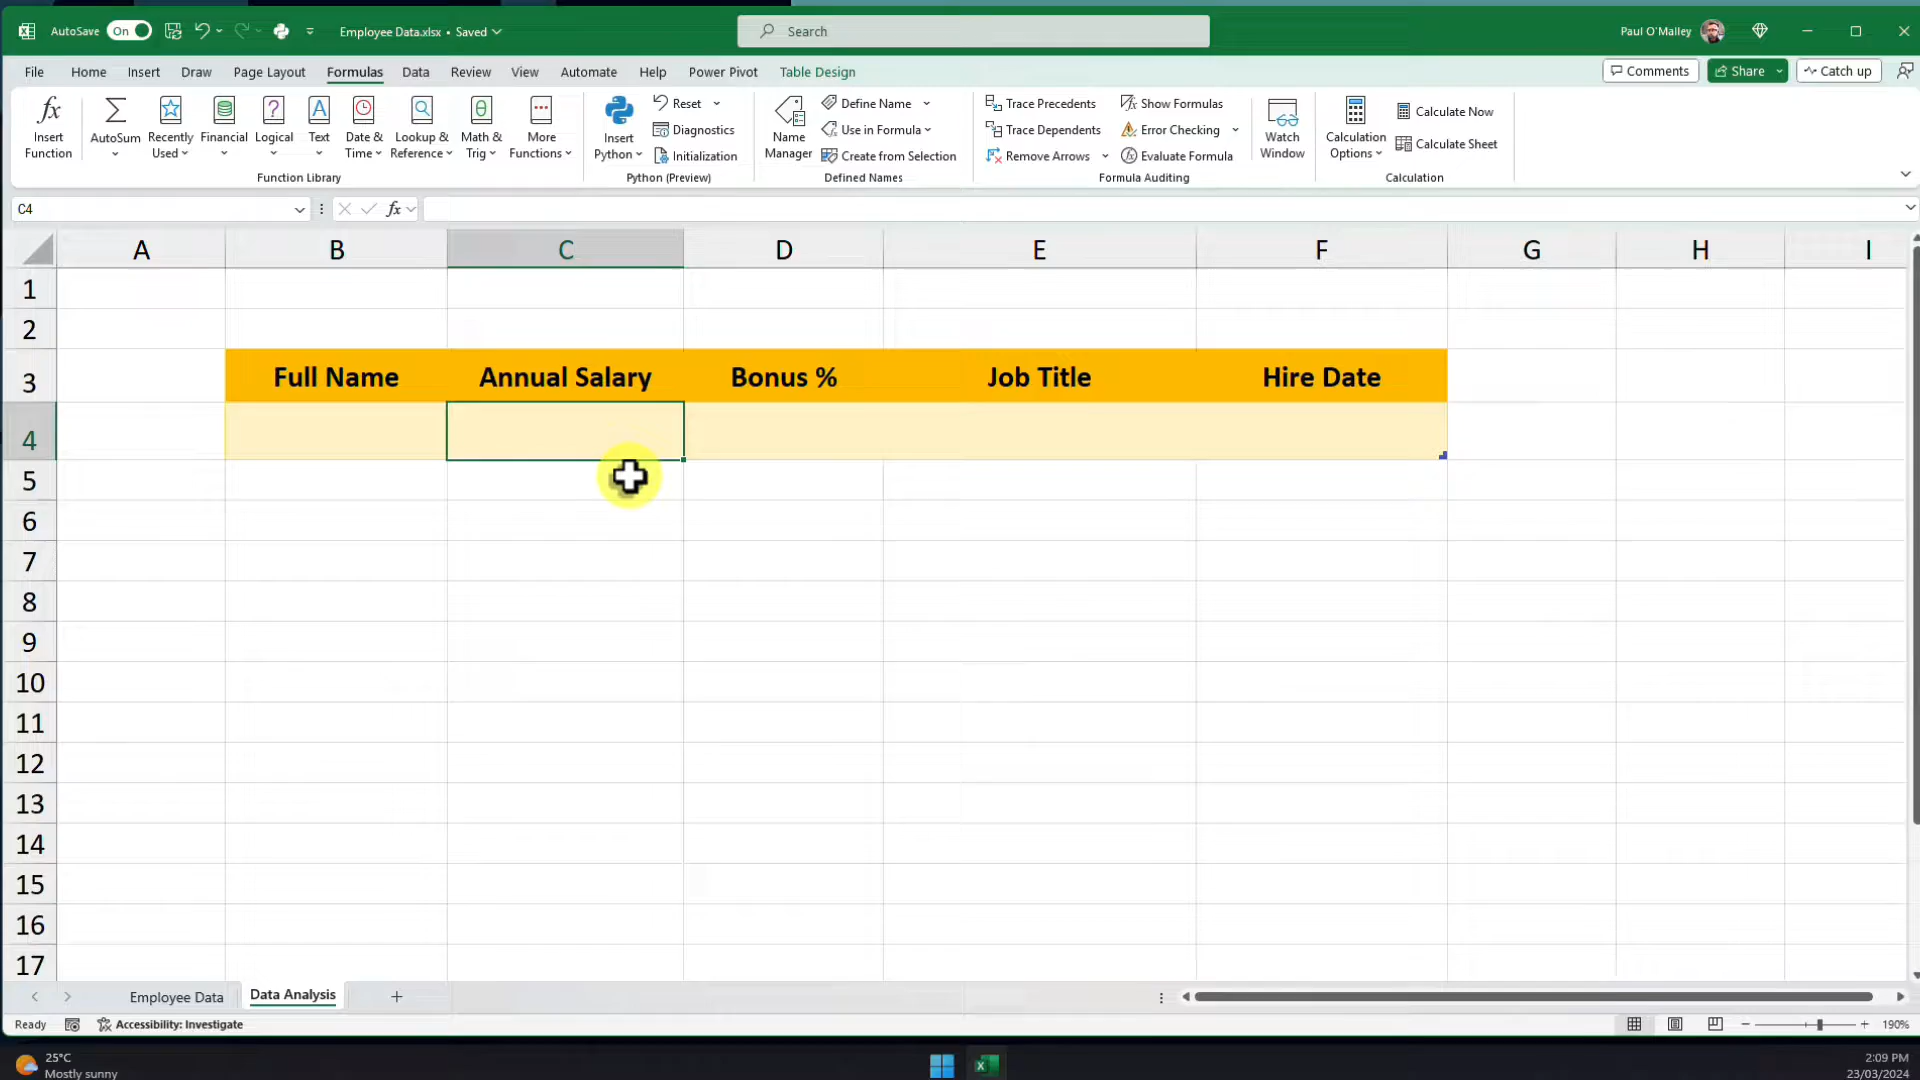 AutoSave On Employee Data.xlsx • Saved Search Paul O'Malley
File Home Insert Draw Page Layout Formulas Data Review View Automate Help Power Pivot Table Design Comments Share Catch up
Insert Function
AutoSum
Recently Used
Financial
Logical
Text
Date & Time
Lookup & Reference
Math & Trig
More Functions
Function Library
Insert Python
Reset
Diagnostics
Initialization
Python (Preview)
Name Manager
Define Name
Use in Formula
Create from Selection
Defined Names
Trace Precedents
Trace Dependents
Remove Arrows
Show Formulas
Error Checking
Evaluate Formula
Formula Auditing
Watch Window
Calculation Options
Calculate Now
Calculate Sheet
Calculation
C4 fx
A B C D E F G H I
1
2
3 Full Name Annual Salary Bonus % Job Title Hire Date
4
5
6
7
8
9
10
11
12
13
14
15
16
17
Employee Data Data Analysis
Ready Accessibility: Investigate 190%
25°C
Mostly sunny
2:09 PM
23/03/2024